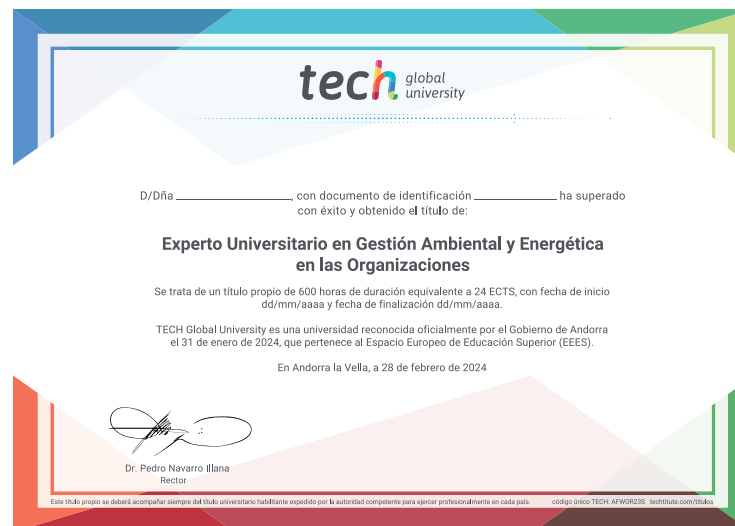 tech global university
D/Dña ____________________, con documento de identificación ______________ ha superado
con éxito y obtenido el título de:
Experto Universitario en Gestión Ambiental y Energética
en las Organizaciones
Se trata de un título propio de 600 horas de duración equivalente a 24 ECTS, con fecha de inicio
dd/mm/aaaa y fecha de finalización dd/mm/aaaa.
TECH Global University es una universidad reconocida oficialmente por el Gobierno de Andorra
el 31 de enero de 2024, que pertenece al Espacio Europeo de Educación Superior (EEES).
En Andorra la Vella, a 28 de febrero de 2024
Dr. Pedro Navarro Illana
Rector
Este título propio se deberá acompañar siempre del título universitario habilitante expedido por la autoridad competente para ejercer profesionalmente en cada país. código único TECH: AFWOR23S techtitute.com/titulos